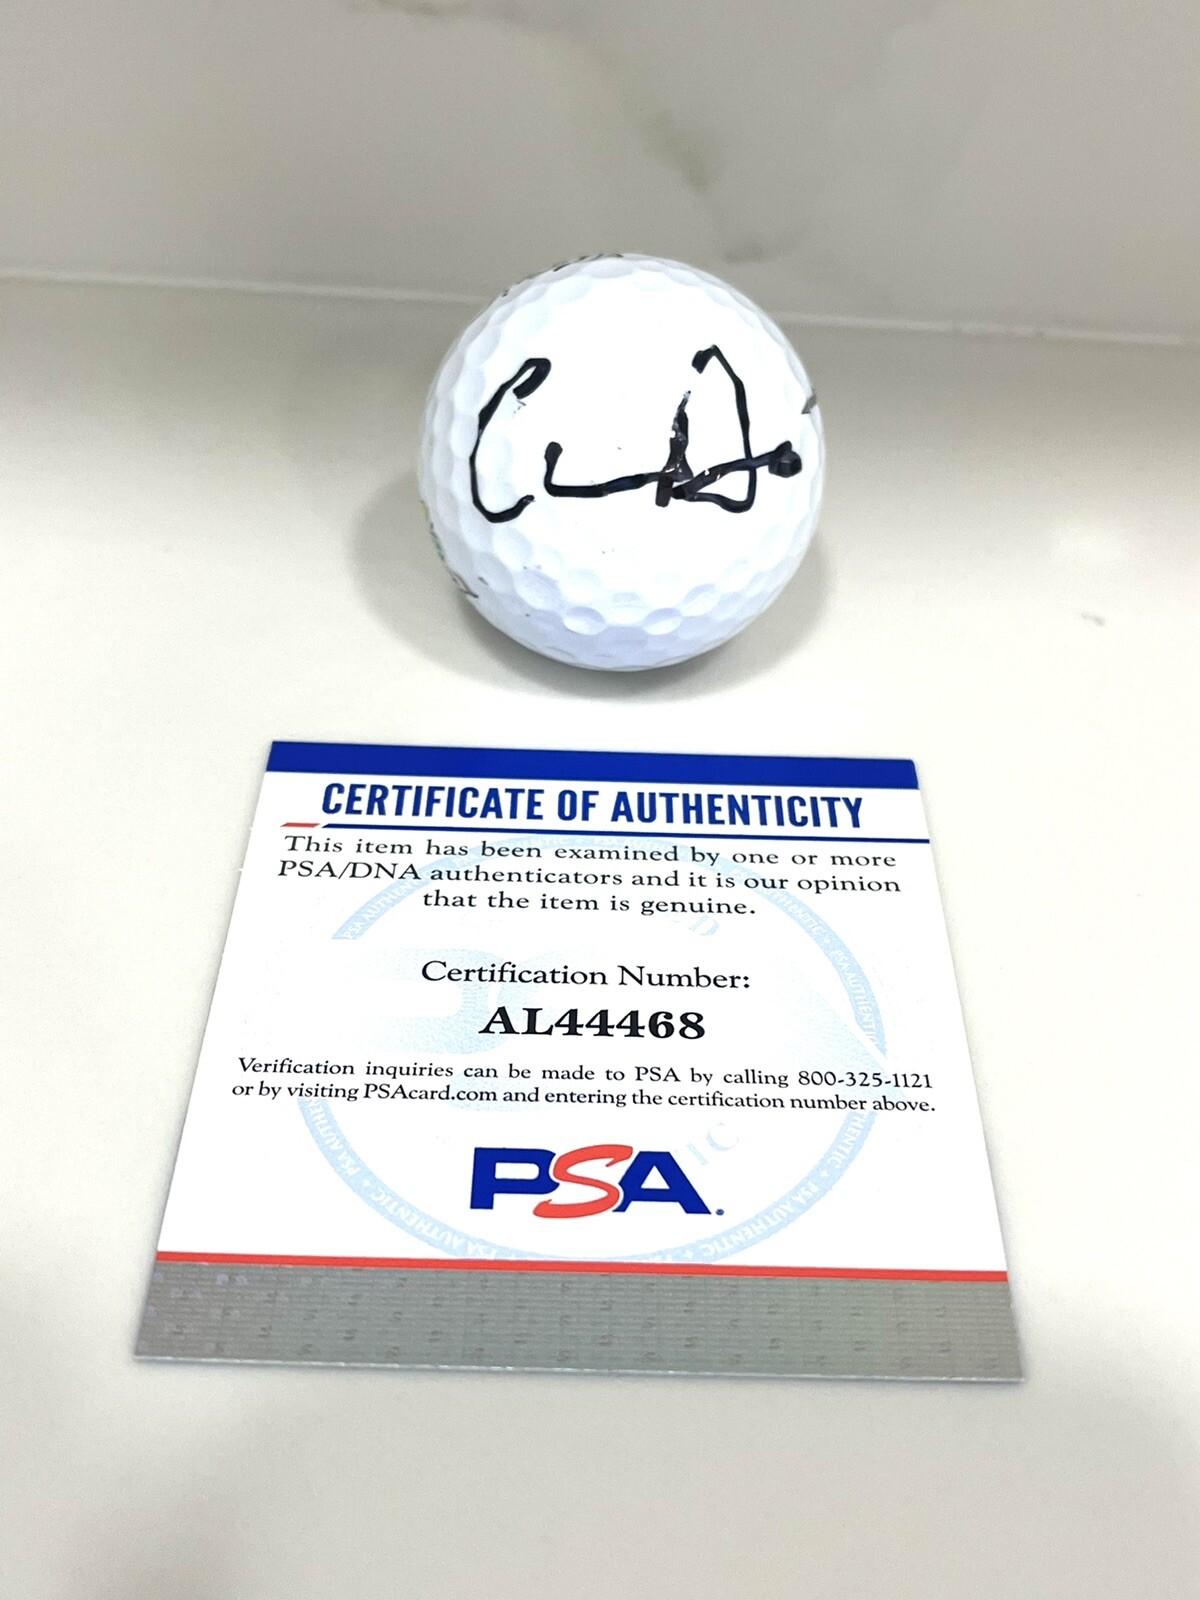 CERTIFICATE OF AUTHENTICITY
This item has been examined by one or more
PSA/DNA authenticators and it is our opinion
that the item is genuine.
Certification Number:
AL44468
Verification inquiries can be made to PSA by calling 800-325-1121
or by visiting PSAcard.com and entering the certification number above.
PSA